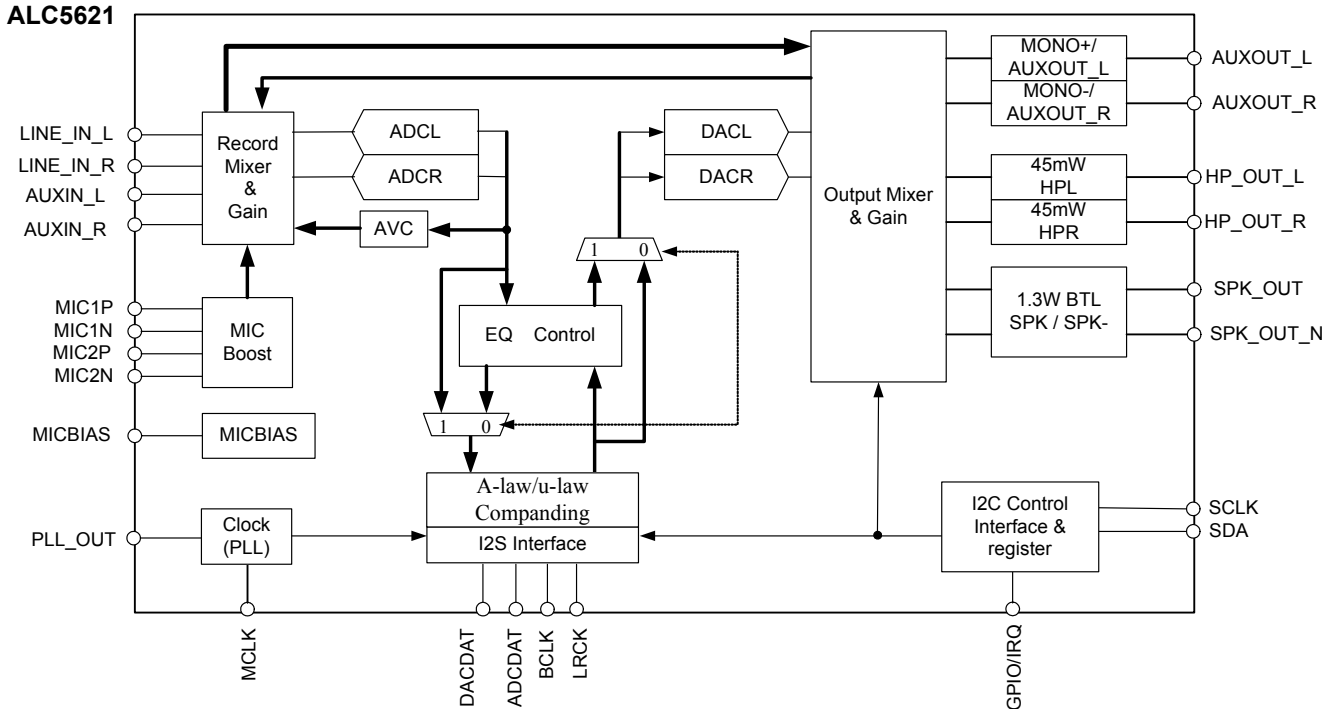 ALC5621
LINE_IN_L
LINE_IN_R
AUXIN_L
AUXIN_R
MIC1P
MIC1N
MIC2P
MIC2N
MICBIAS
PLL_OUT
Record
Mixer
&
Gain
MIC
Boost
MICBIAS
Clock
(PLL)
ADCL
ADCR
AVC
EQ Control
1 0
A-law/u-law
Companding
I2S Interface
DACL
DACR
1 0
Output Mixer
& Gain
MONO+/
AUXOUT_L
MONO-/
AUXOUT_R
45mW
HPL
45mW
HPR
1.3W BTL
SPK / SPK-
I2C Control
Interface &
register
AUXOUT_L
AUXOUT_R
HP_OUT_L
HP_OUT_R
SPK_OUT
SPK_OUT_N
SCLK
SDA
MCLK
DACDAT
ADCDAT
BCLK
LRCK
GPIO/IRQ